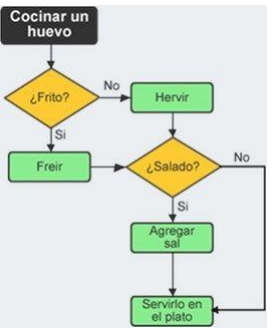 Cocinar un
huevo
¿Frito?
No
Hervir
Si
Freir
¿Salado?
No
Si
Agregar
sal
Servirlo en
el plato